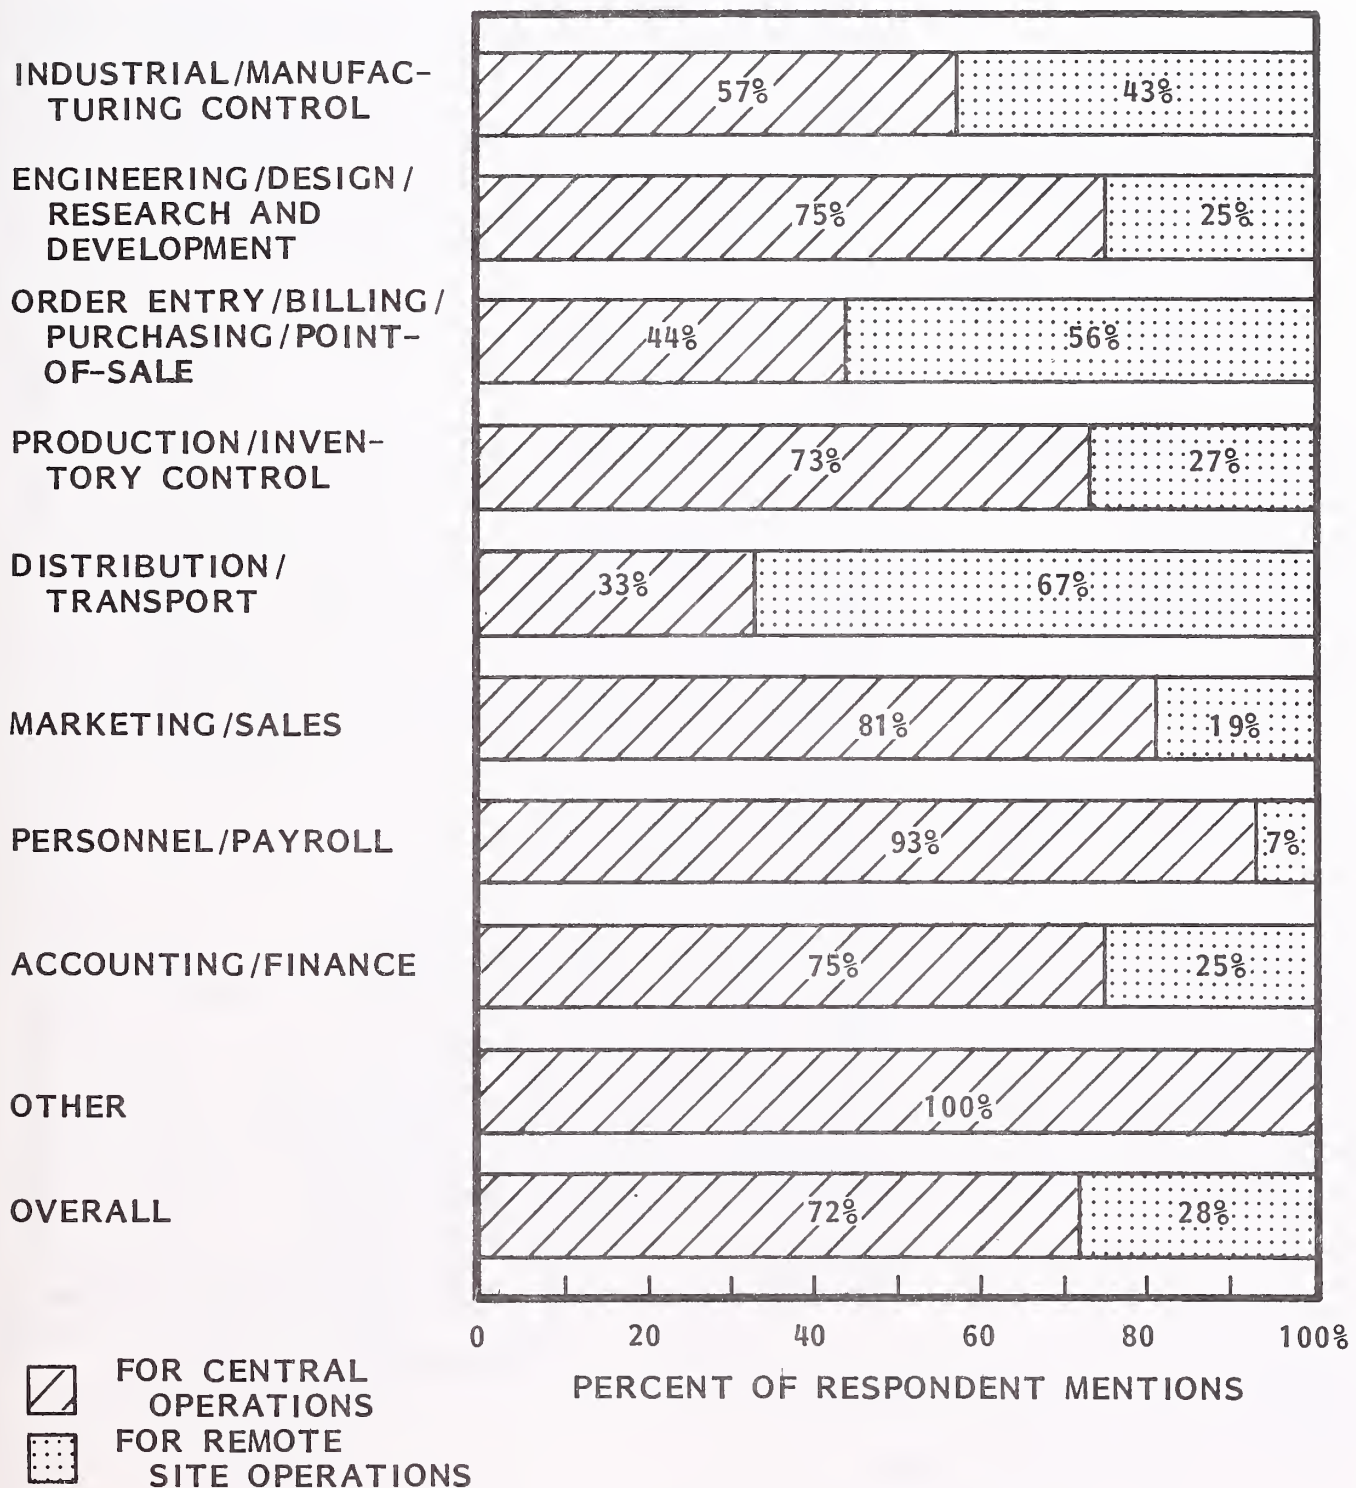 INDUSTRIAL/MANUFAC-
TURING CONTROL
57%
43%
ENGINEERING/DESIGN/
RESEARCH AND
DEVELOPMENT
75%
25%
ORDER ENTRY/BILLING/
PURCHASING/POINT-
OF-SALE
44%
56%
PRODUCTION/INVEN-
TORY CONTROL
73%
27%
DISTRIBUTION/
TRANSPORT
33%
67%
MARKETING/SALES
81%
19%
PERSONNEL/PAYROLL
93%
7%
ACCOUNTING/FINANCE
75%
25%
OTHER
100%
OVERALL
72%
28%
0 20 40 60 80 100%
PERCENT OF RESPONDENT MENTIONS
FOR CENTRAL
OPERATIONS
FOR REMOTE
SITE OPERATIONS